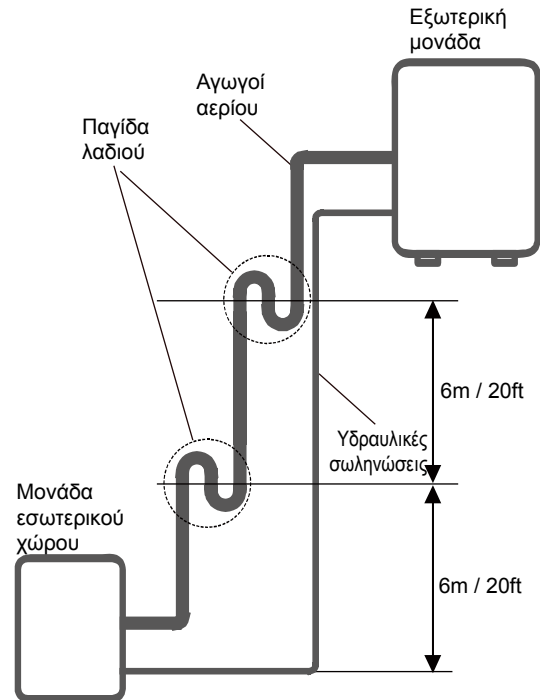 Εξωτερική
μονάδα
Αγωγοί
αερίου
Παγίδα
λαδιού
6m / 20ft
Υδραυλικές
σωληνώσεις
Μονάδα
εσωτερικού
χώρου
6m / 20ft